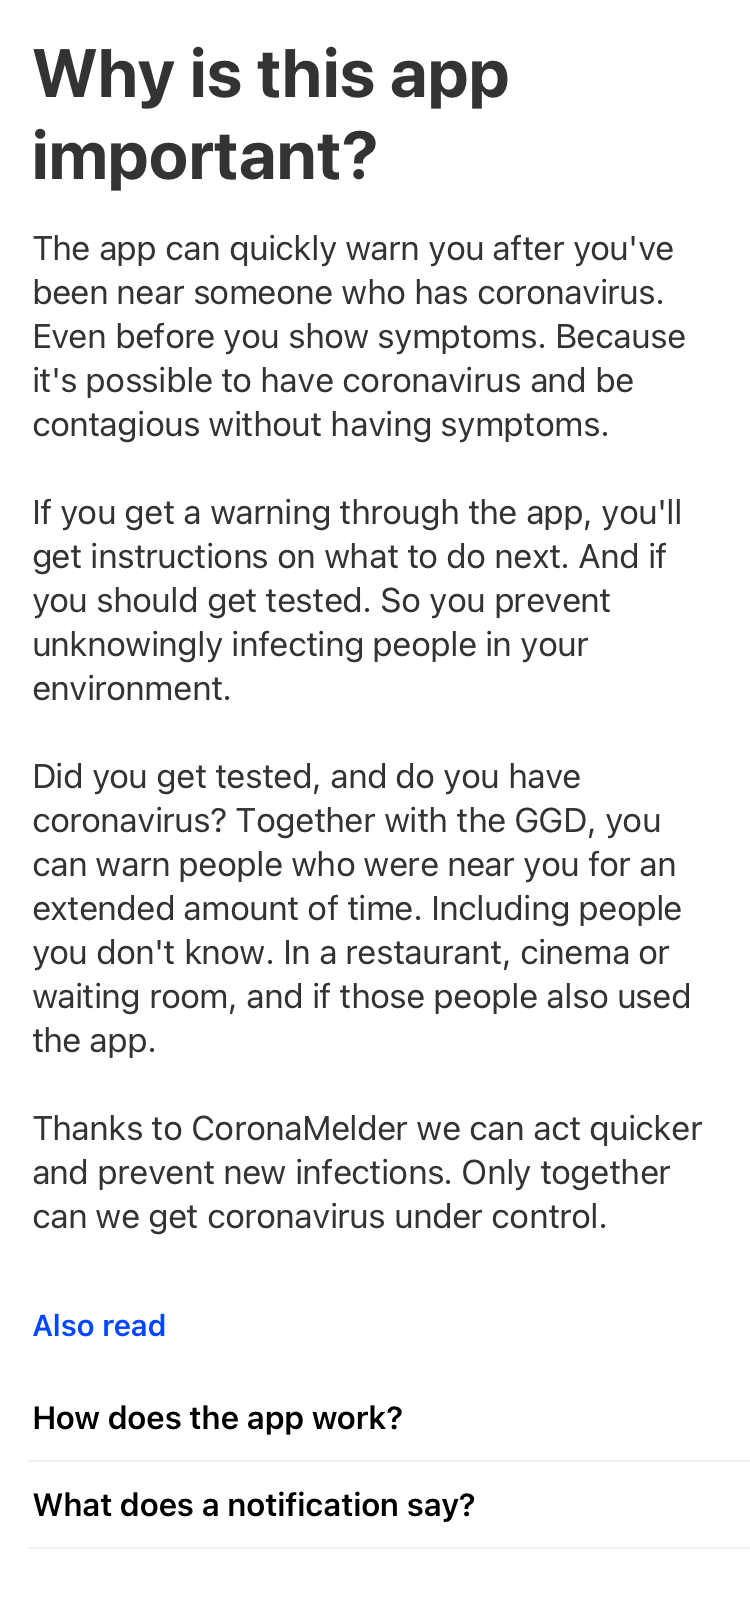 Why is this app
important?
The app can quickly warn you after you've
been near someone who has coronavirus.
Even before you show symptoms. Because
it's possible to have coronavirus and be
contagious without having symptoms.
If you get a warning through the app, you'll
get instructions on what to do next. And if
you should get tested. So you prevent
unknowingly infecting people in your
environment.
Did you get tested, and do you have
coronavirus? Together with the GGD, you
can warn people who were near you for an
extended amount of time. Including people
you don't know. In a restaurant, cinema or
waiting room, and if those people also used
the app.
Thanks to CoronaMelder we can act quicker
and prevent new infections. Only together
can we get coronavirus under control.
Also read
How does the app work?
What does a notification say?